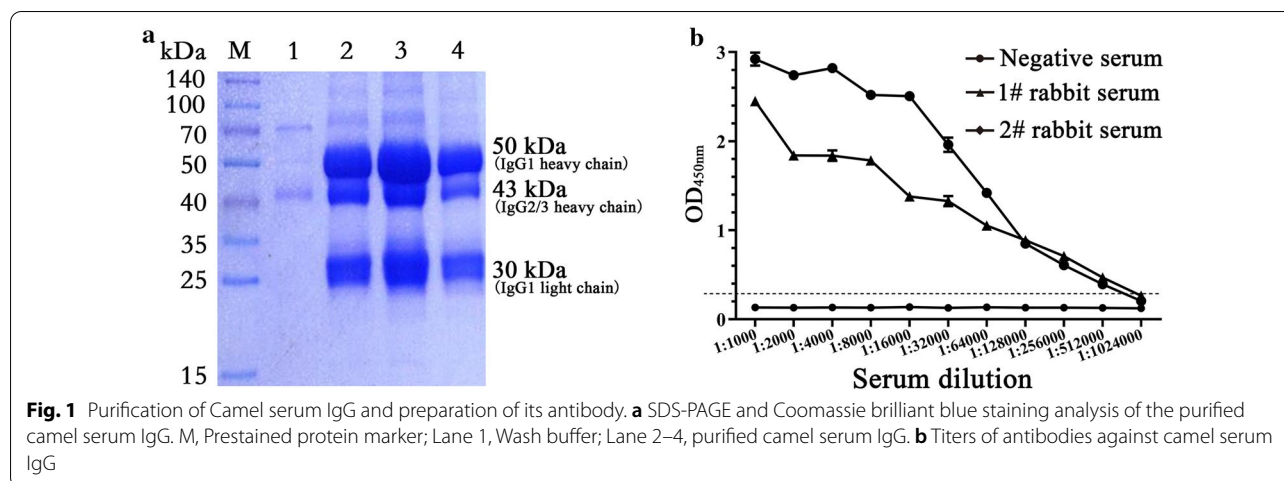 a
kDa M 1 2 3 4
140
100
70
50
40
35
25
15
50 kDa
(IgG1 heavy chain)
43 kDa
(IgG2/3 heavy chain)
30 kDa
(IgG1 light chain)
b
OD450nm
3
2
1
0
Negative serum
1# rabbit serum
2# rabbit serum
1:1000
1:2000
1:4000
1:8000
1:16000
1:32000
1:64000
1:128000
1:256000
1:512000
1:1024000
Serum dilution
Fig. 1 Purification of Camel serum IgG and preparation of its antibody. a SDS-PAGE and Coomassie brilliant blue staining analysis of the purified
camel serum IgG. M, Prestained protein marker; Lane 1, Wash buffer; Lane 2–4, purified camel serum IgG. b Titers of antibodies against camel serum
IgG